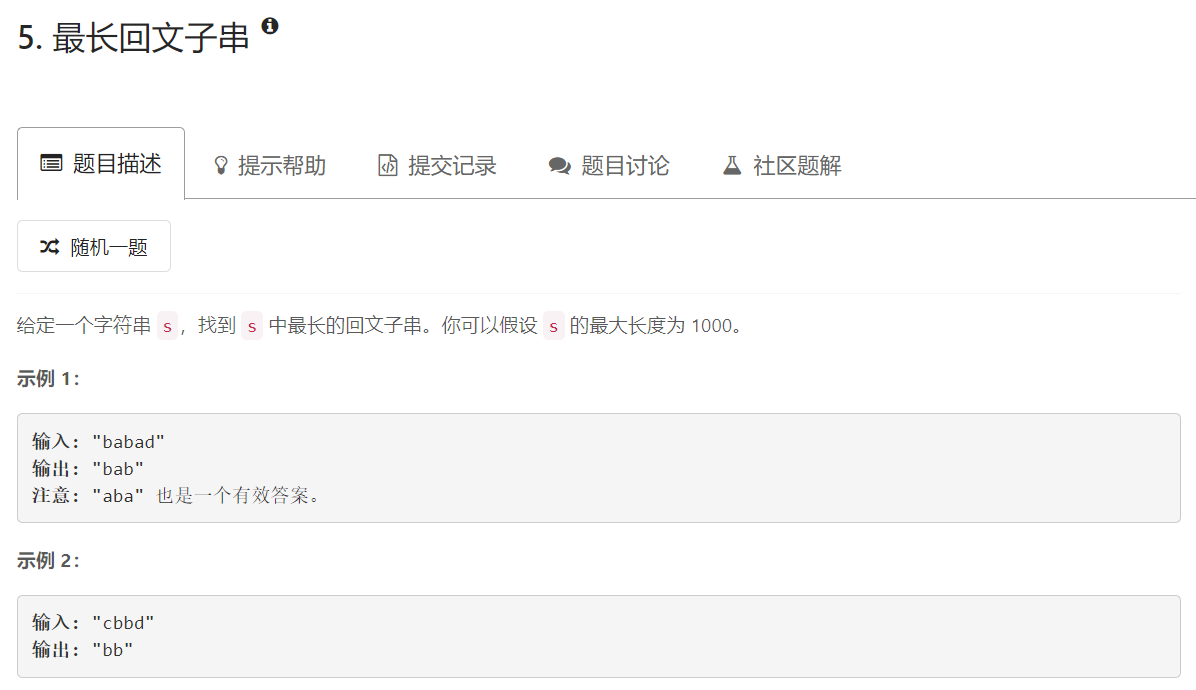 5. 最长回文子串
题目描述 提示帮助 提交记录 题目讨论 社区题解
随机一题
给定一个字符串 s，找到 s 中最长的回文子串。你可以假设 s 的最大长度为 1000。
示例 1：
输入: "babad"
输出: "bab"
注意: "aba" 也是一个有效答案。
示例 2：
输入: "cbbd"
输出: "bb"